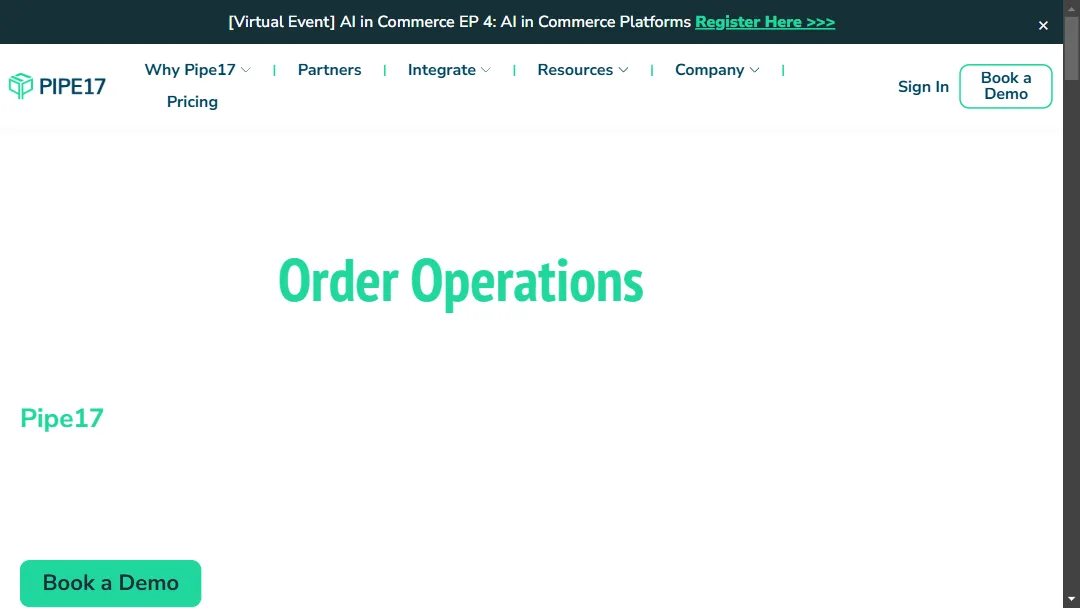 [Virtual Event] AI in Commerce EP 4: AI in Commerce Platforms Register Here >>>
×
PIPE17
Why Pipe17 | Partners | Integrate | Resources | Company |
Pricing
Sign In
Book a
Demo
Order Operations
Pipe17
Book a Demo